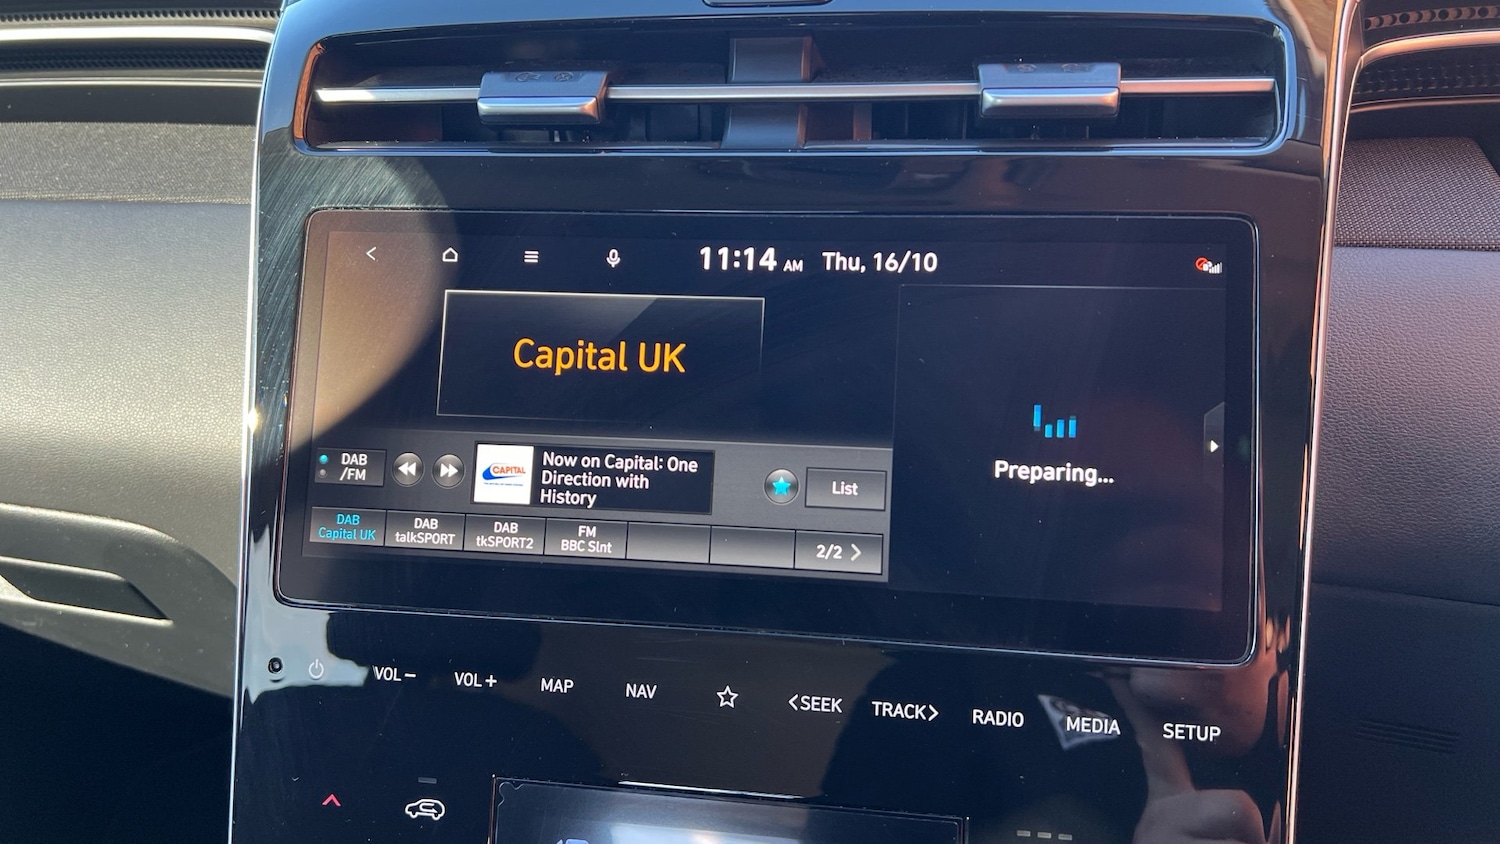 11:14 AM Thu, 16/10
Capital UK
Preparing...
DAB
/FM
CAPITAL
Now on Capital: One
Direction with
History
List
DAB
Capital UK
DAB
talkSPORT
DAB
tkSPORT2
FM
BBC Slnt
2/2
VOL−
VOL+
MAP
NAV
<SEEK
TRACK>
RADIO
MEDIA
SETUP